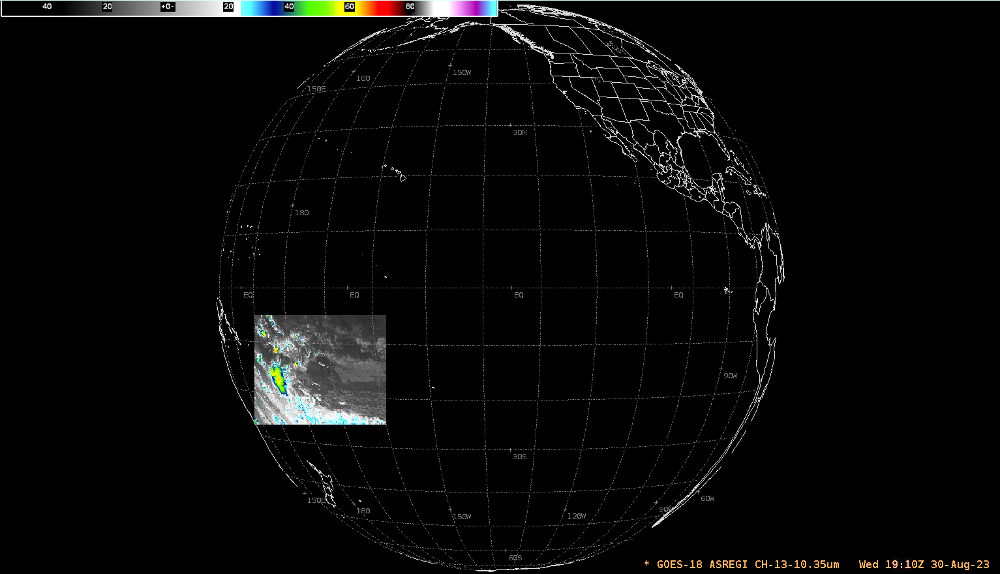 40 20 +0- 20 40 60 80
150W
180
150E
30N
180
EQ EQ EQ EQ
90W
30S
150E 60W
180 90W
150W 120W
60S
* GOES-18 ASREGI CH-13-10.35um Wed 19:10Z 30-Aug-23